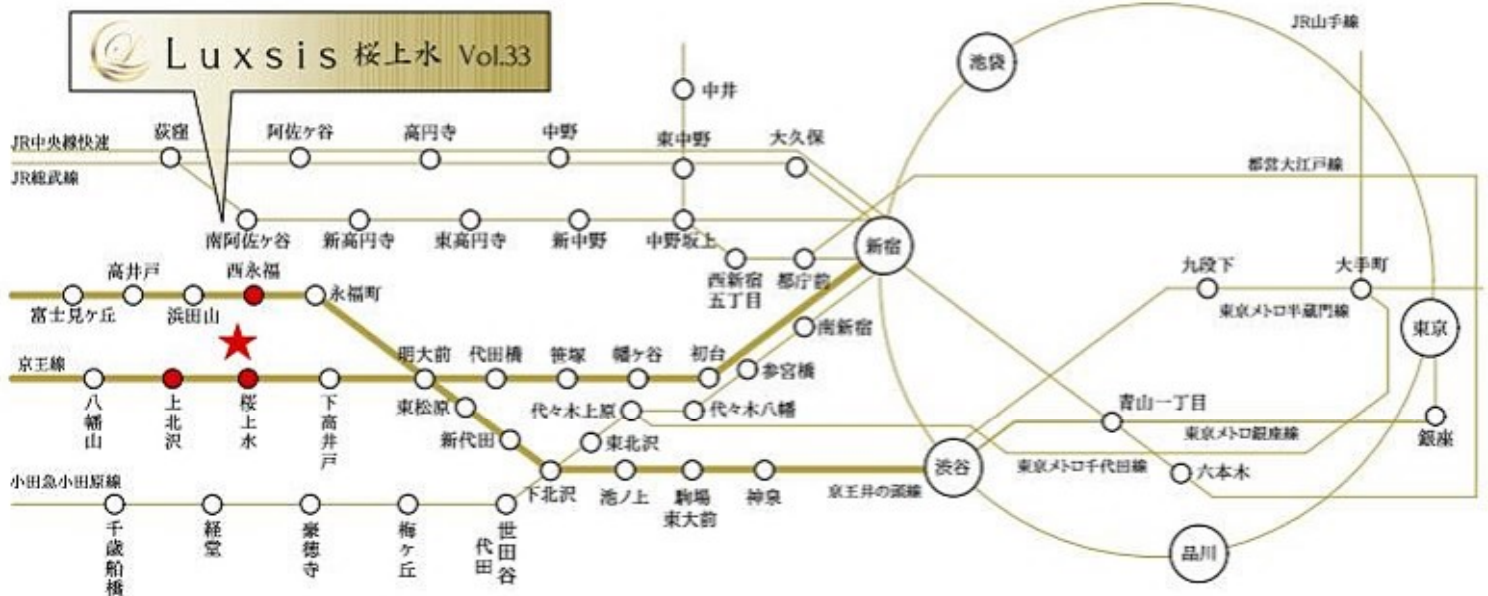 Luxsis 桜上水 Vol.33
JR山手線
池袋
中井
JR中央線快速
荻窪
阿佐ヶ谷
高円寺
中野
東中野
大久保
JR総武線
都営大江戸線
南阿佐ヶ谷
新高円寺
東高円寺
新中野
中野坂上
新宿
西新宿
五丁目
都庁前
九段下
大手町
高井戸
西永福
永福町
富士見ヶ丘
浜田山
東京メトロ半蔵門線
東京
南新宿
京王線
明大前
代田橋
笹塚
幡ヶ谷
初台
参宮橋
八幡山
上北沢
桜上水
下高井戸
東松原
代々木上原
代々木八幡
青山一丁目
東京メトロ銀座線
銀座
新代田
東北沢
渋谷
東京メトロ千代田線
六本木
小田急小田原線
下北沢
池ノ上
駒場
東大前
神泉
京王井の頭線
千歳船橋
経堂
豪徳寺
梅ヶ丘
世田谷
代田
品川